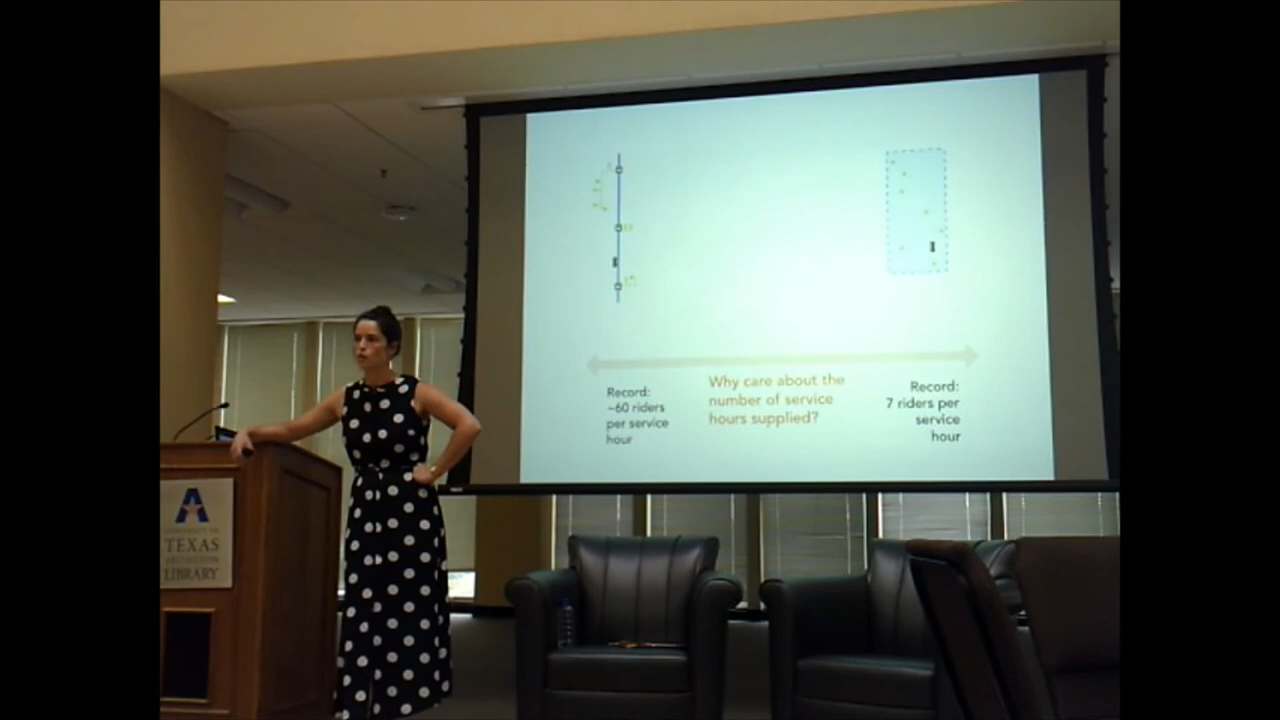 Record:
~60 riders
per service
hour
Why care about the
number of service
hours supplied?
Record:
7 riders per
service
hour
A
TEXAS
LIBRARY